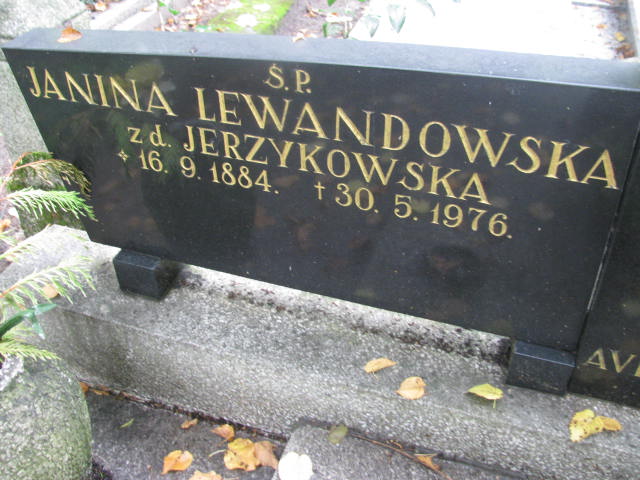 Ś.P.
JANINA LEWANDOWSKA
z d. JERZYKOWSKA
* 16. 9. 1884. † 30. 5. 1976.